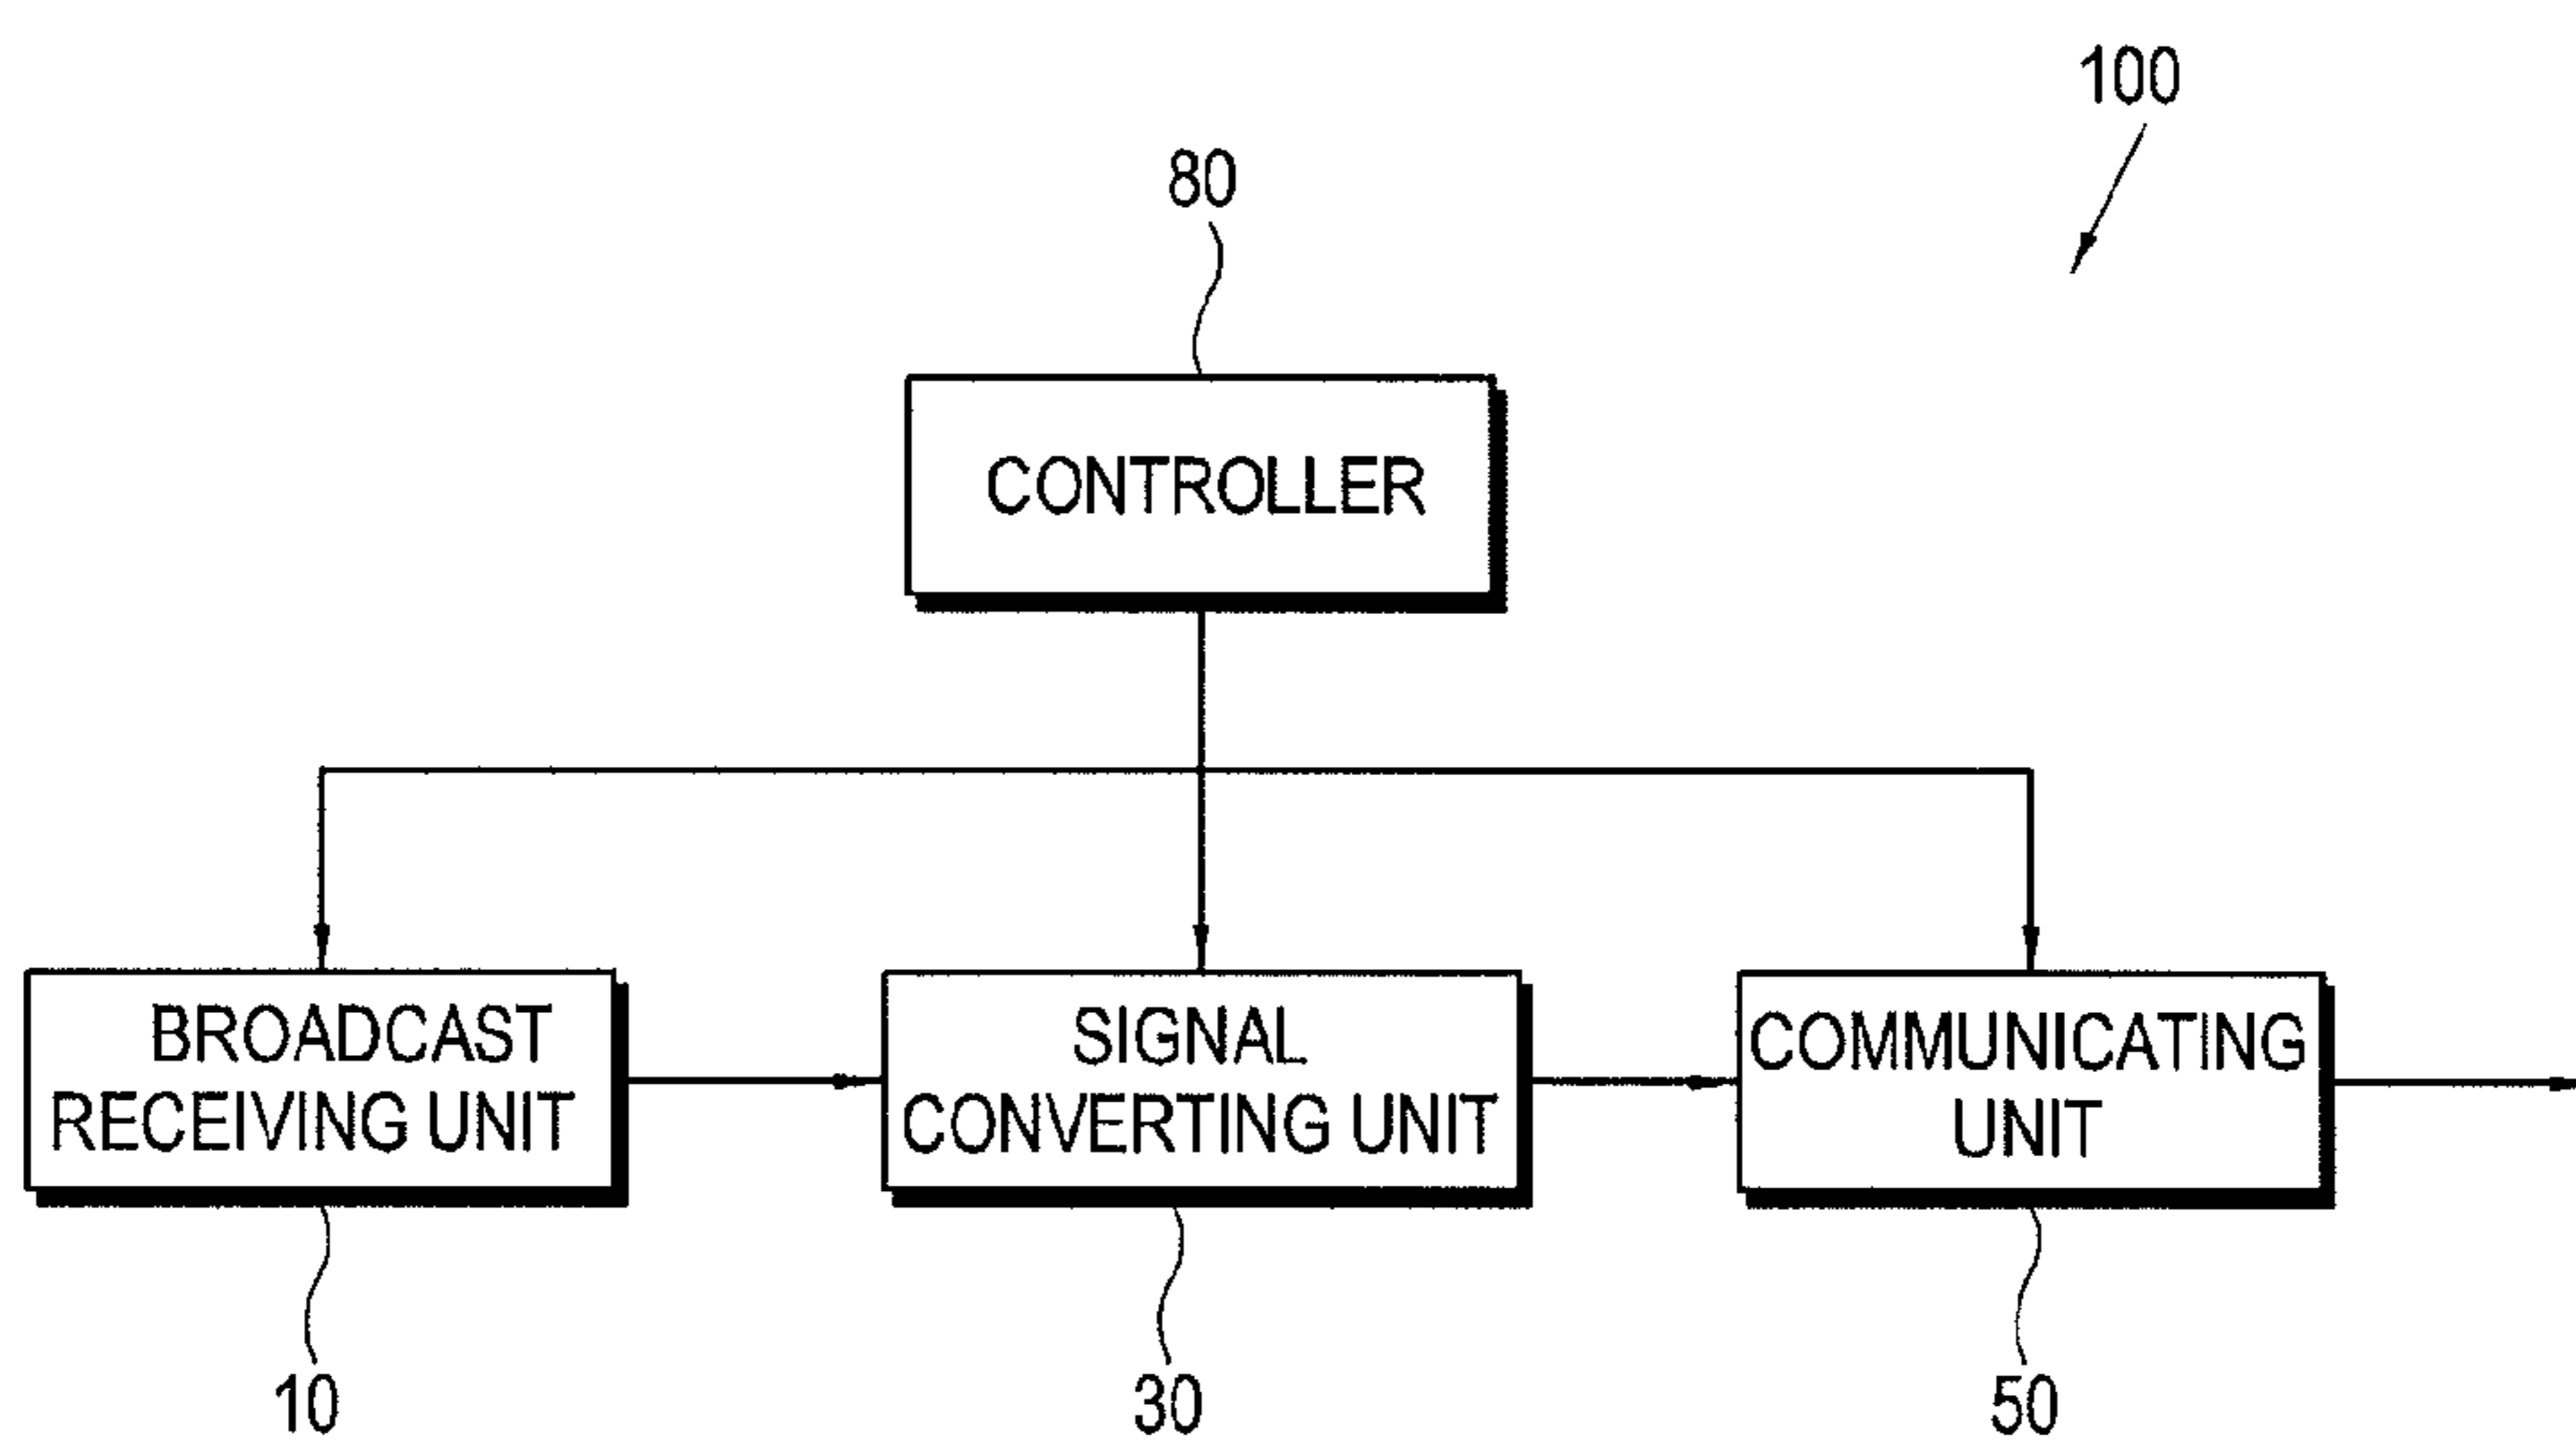 100
80
CONTROLLER
BROADCAST
RECEIVING UNIT
SIGNAL
CONVERTING UNIT
COMMUNICATING
UNIT
10
30
50